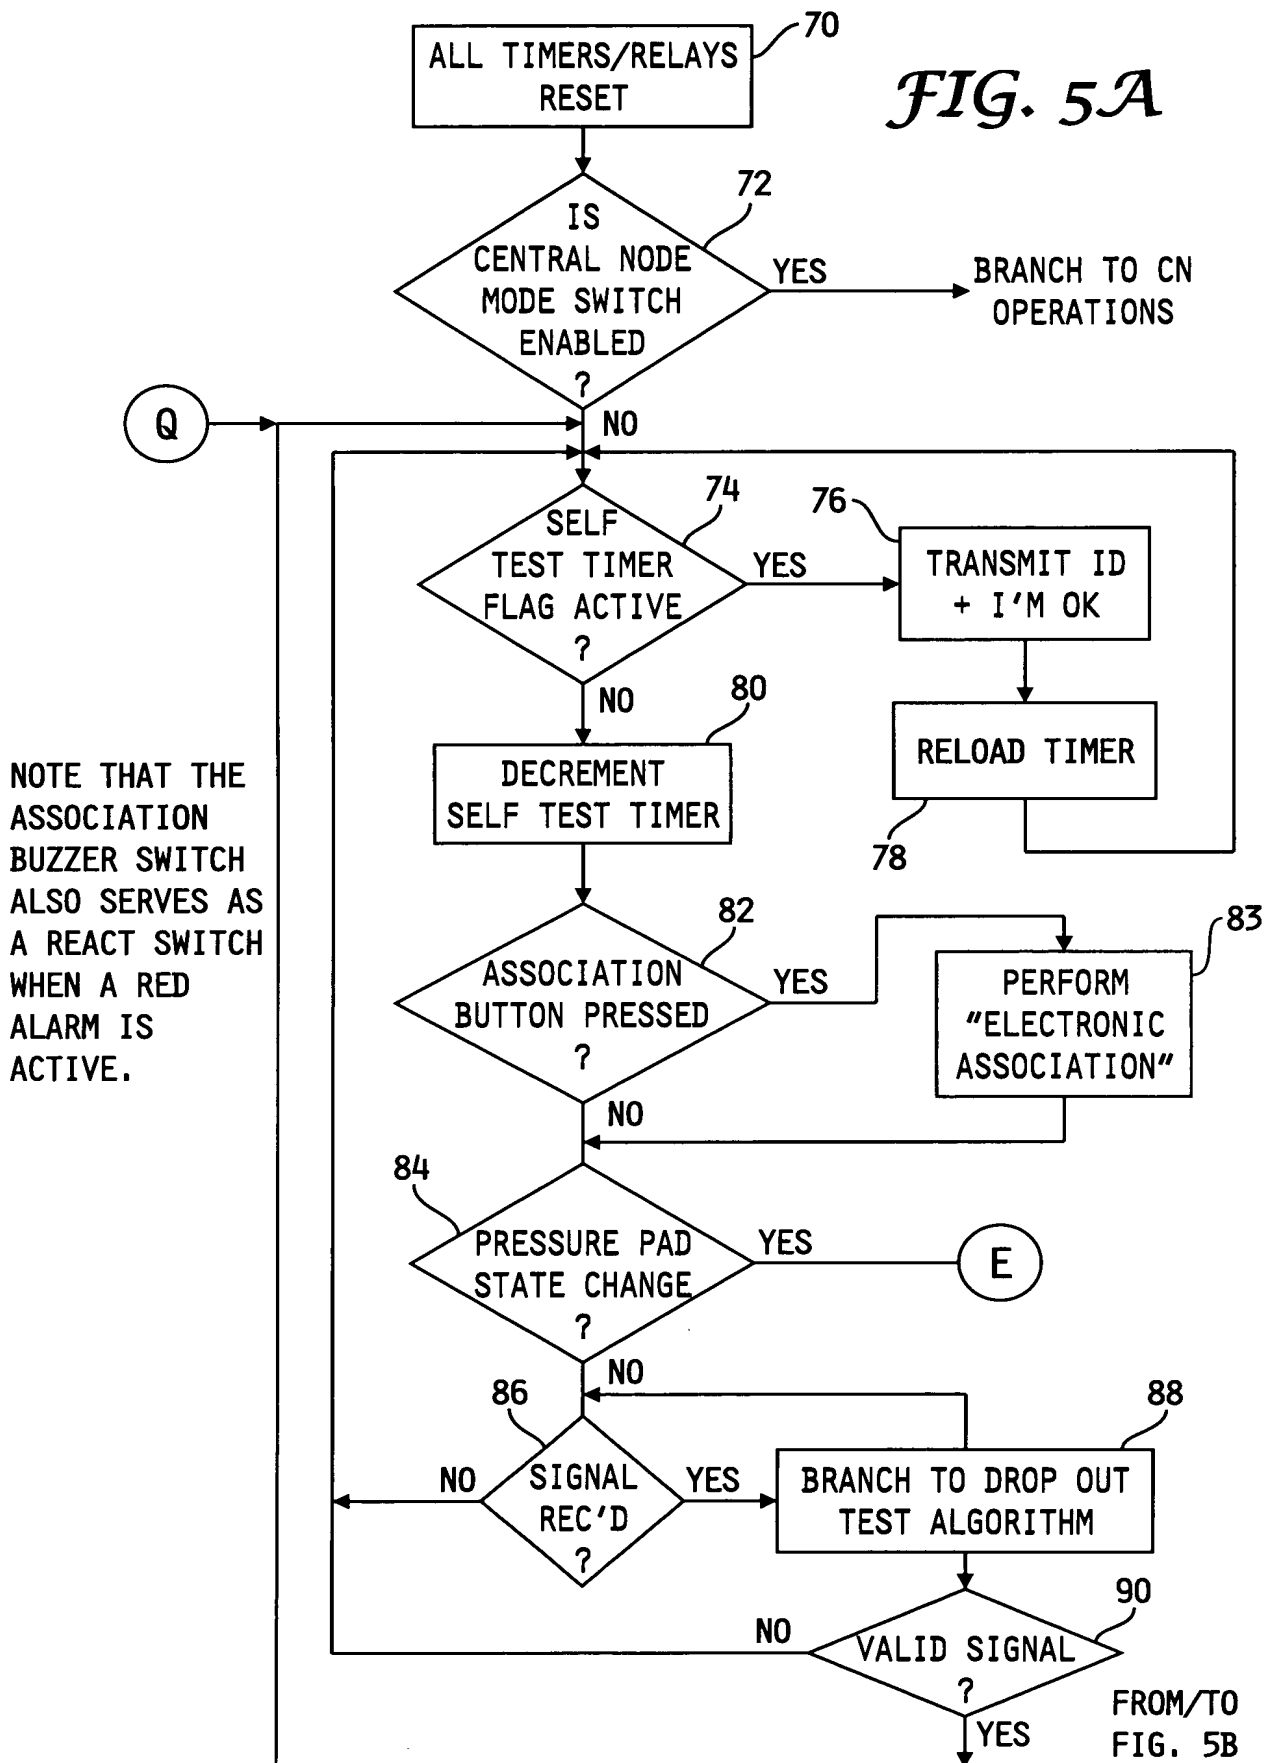 70
ALL TIMERS/RELAYS
RESET
FIG. 5A
72
IS
CENTRAL NODE
MODE SWITCH
ENABLED
?
YES
BRANCH TO CN
OPERATIONS
Q
NO
74
SELF
TEST TIMER
FLAG ACTIVE
?
YES
76
TRANSMIT ID
+ I'M OK
NO
80
DECREMENT
SELF TEST TIMER
RELOAD TIMER
78
NOTE THAT THE
ASSOCIATION
BUZZER SWITCH
ALSO SERVES AS
A REACT SWITCH
WHEN A RED
ALARM IS
ACTIVE.
82
ASSOCIATION
BUTTON PRESSED
?
YES
83
PERFORM
"ELECTRONIC
ASSOCIATION"
NO
84
PRESSURE PAD
STATE CHANGE
?
YES
E
NO
86
SIGNAL
REC'D
?
NO
YES
88
BRANCH TO DROP OUT
TEST ALGORITHM
90
VALID SIGNAL
?
NO
YES
FROM/TO
FIG. 5B